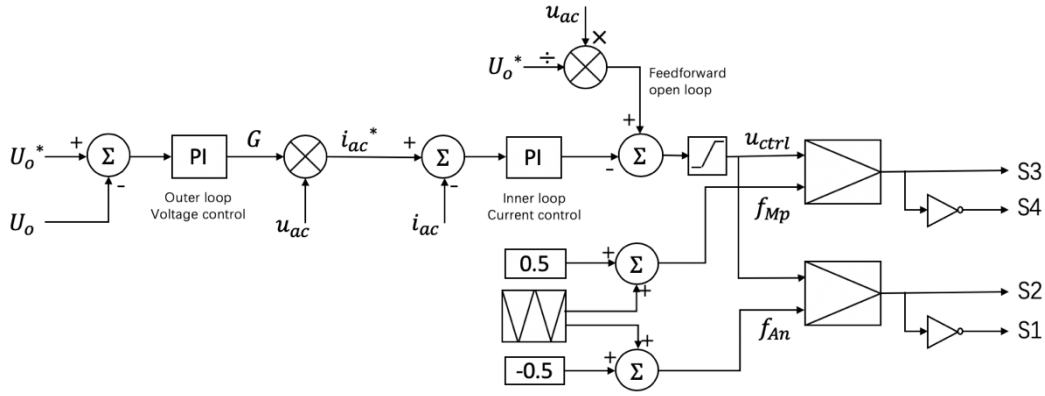 u_ac
×
U_o*
÷
Feedforward
open loop
U_o*
+
Σ
-
PI
G
i_ac*
+
Σ
-
PI
-
+
Σ
u_ctrl
S3
S4
Outer loop
Voltage control
Inner loop
Current control
U_o
u_ac
i_ac
f_Mp
0.5
+
Σ
+
S2
+
f_An
S1
-0.5
+
Σ